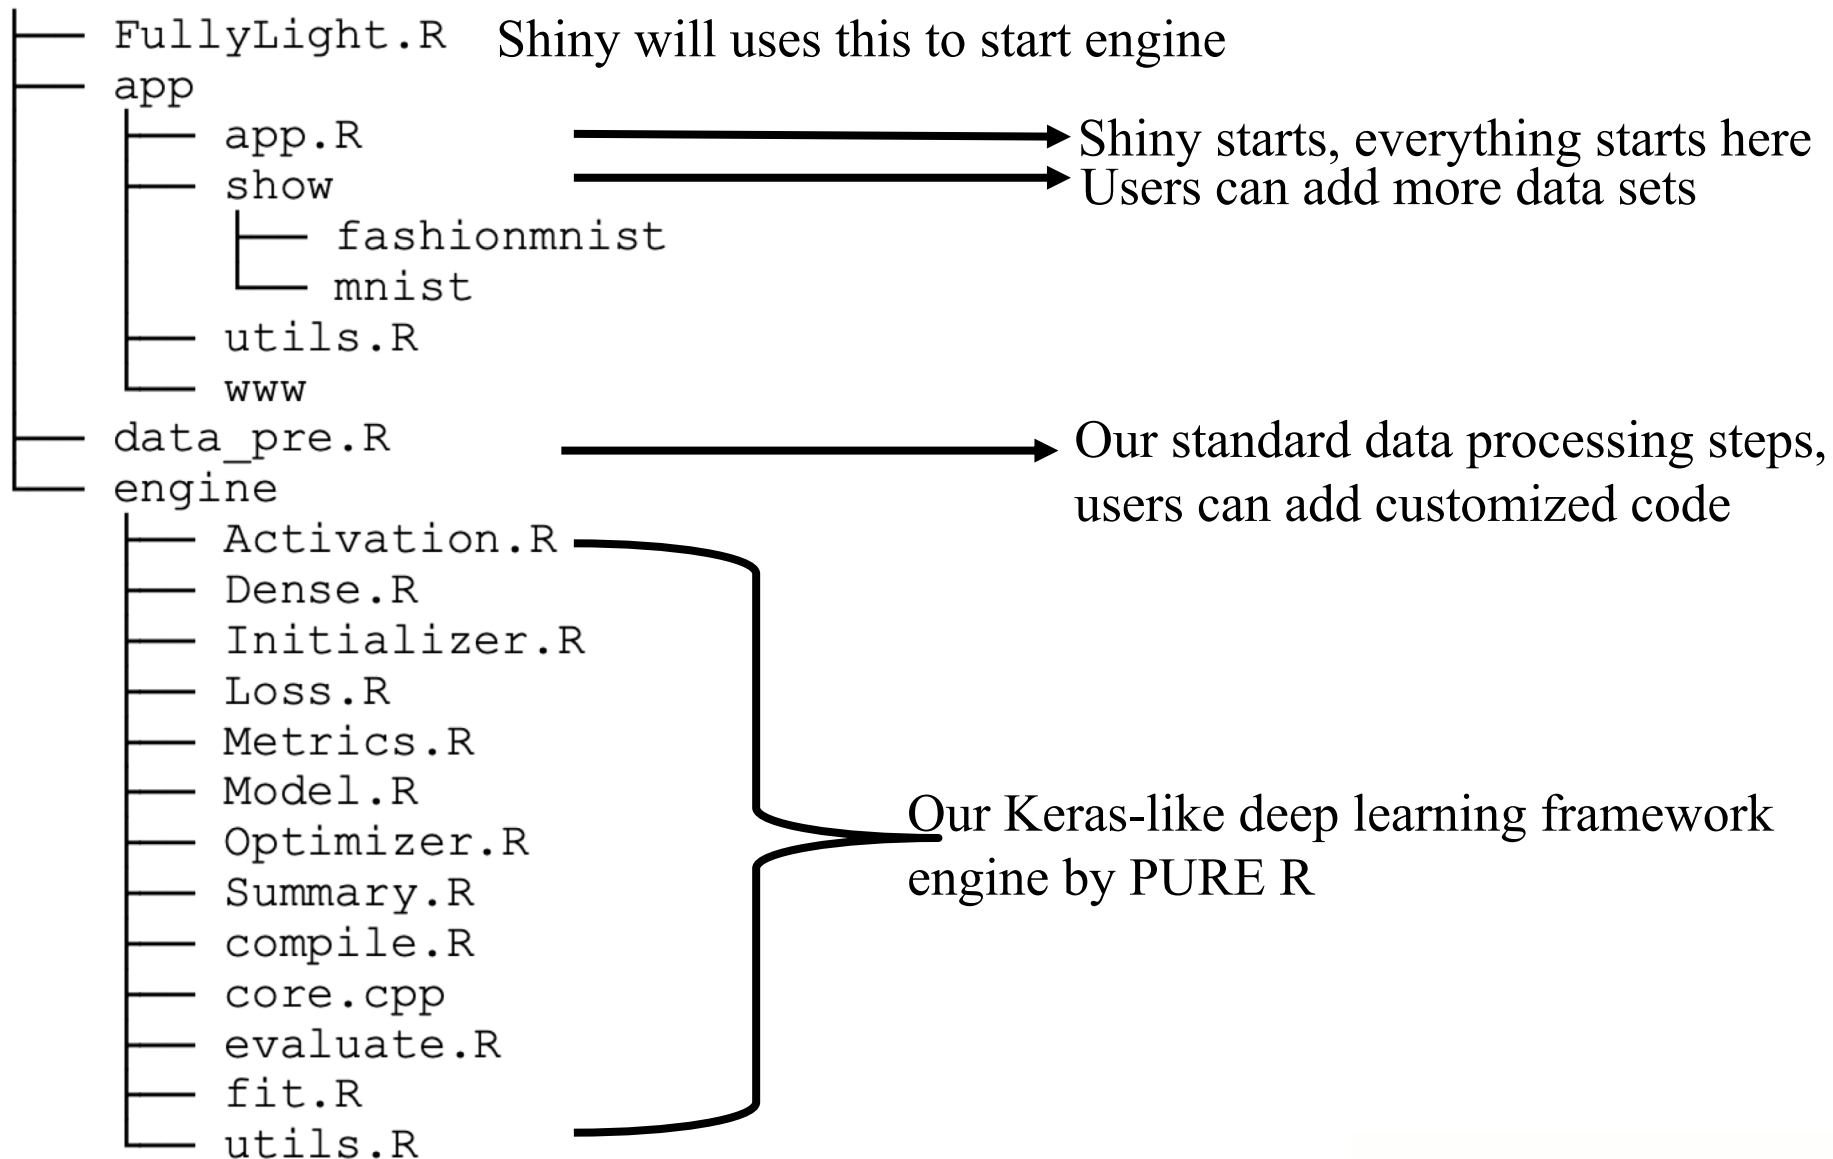 FullyLight.R Shiny will uses this to start engine
app
app.R Shiny starts, everything starts here
show Users can add more data sets
fashionmnist
mnist
utils.R
www
data_pre.R Our standard data processing steps,
engine users can add customized code
Activation.R
Dense.R
Initializer.R
Loss.R
Metrics.R
Model.R Our Keras-like deep learning framework
Optimizer.R
Summary.R engine by PURE R
compile.R
core.cpp
evaluate.R
fit.R
utils.R